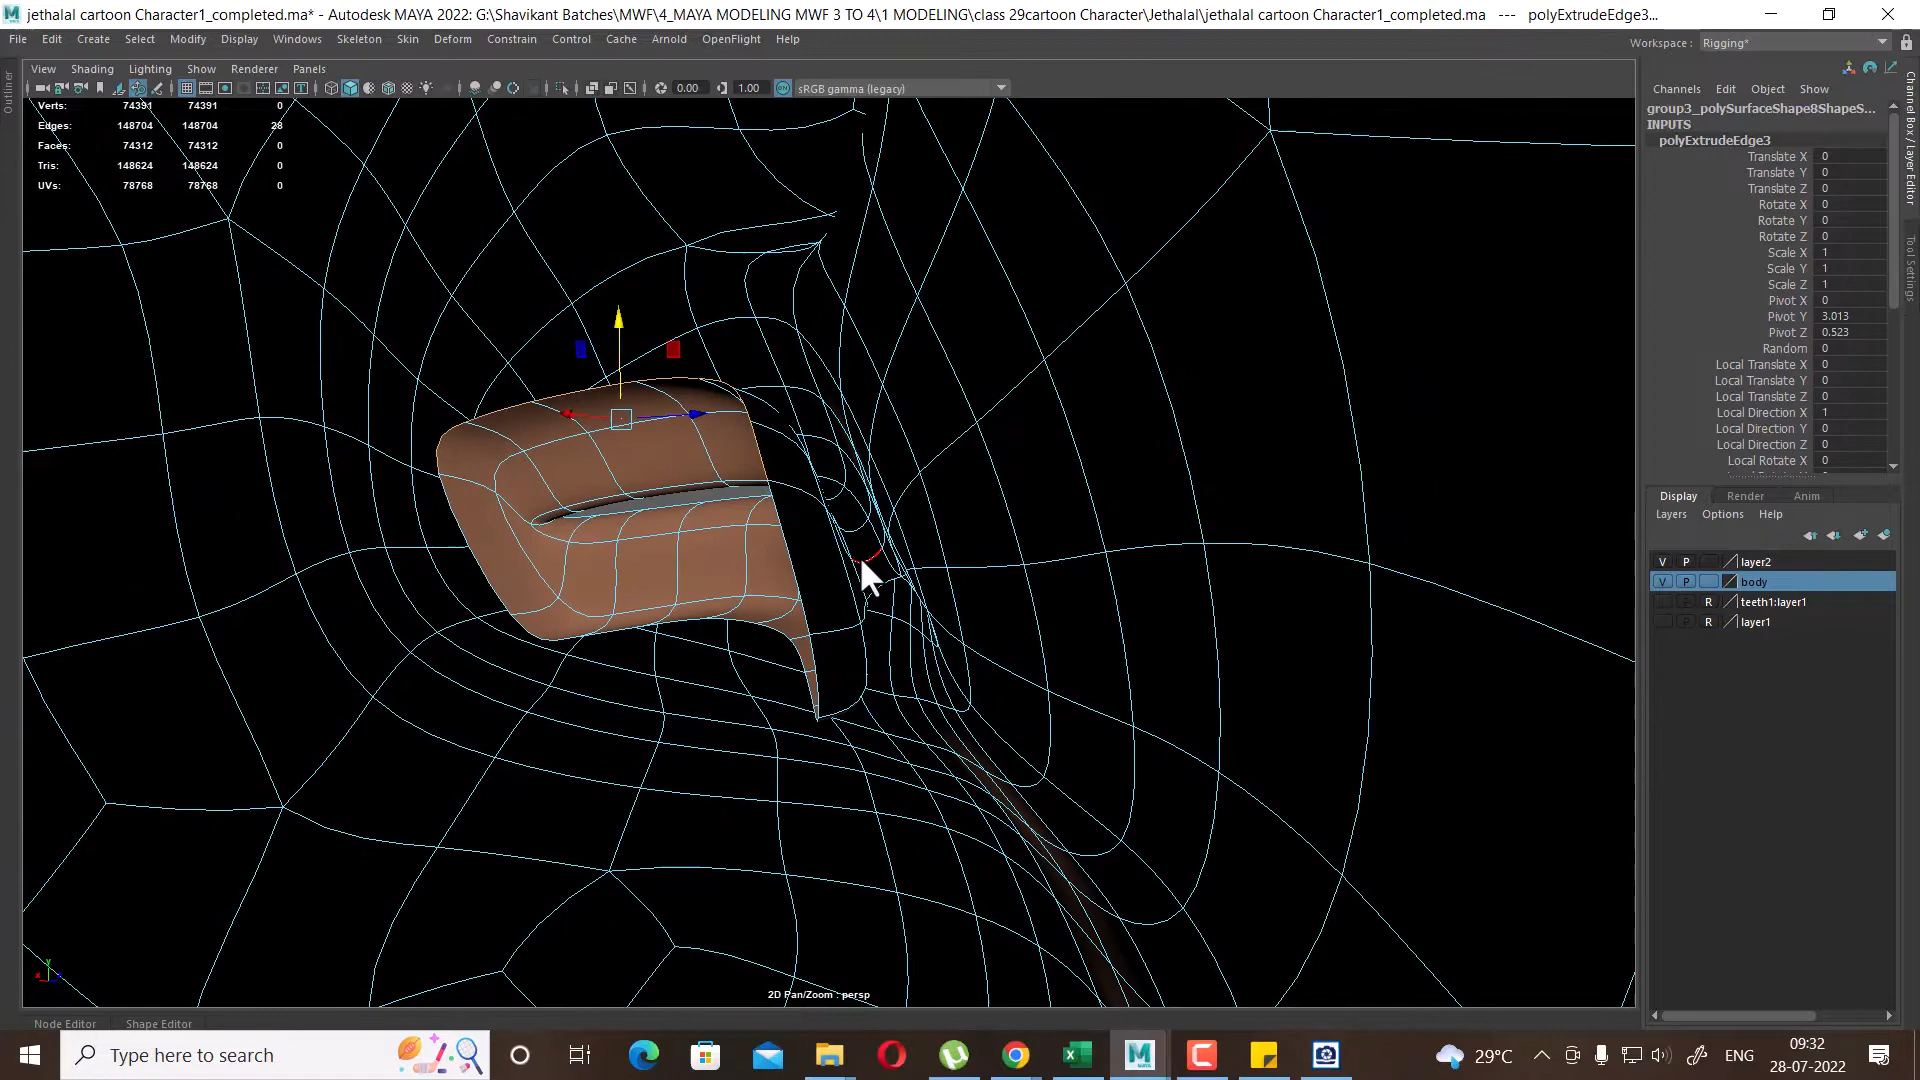 jethalal cartoon Character1_completed.ma* - Autodesk MAYA 2022: G:\Shavikant Batches\MWF\4_MAYA MODELING MWF 3 TO 4\1 MODELING\class 29cartoon Character\Jethalal\jethalal cartoon Character1_completed.ma --- polyExtrudeEdge3...
File Edit Create Select Modify Display Windows Skeleton Skin Deform Constrain Control Cache Arnold OpenFlight Help
Workspace : Rigging*
View Shading Lighting Show Renderer Panels
0.00 1.00 sRGB gamma (legacy)
Outliner
Verts: 74391 74391 0
Edges: 148704 148704 28
Faces: 74312 74312 0
Tris: 148624 148624 0
UVs: 78768 78768 0
2D Pan/Zoom : persp
Channels Edit Object Show
group3_polySurfaceShape8ShapeS...
INPUTS
polyExtrudeEdge3
Translate X 0
Translate Y 0
Translate Z 0
Rotate X 0
Rotate Y 0
Rotate Z 0
Scale X 1
Scale Y 1
Scale Z 1
Pivot X 0
Pivot Y 3.013
Pivot Z 0.523
Random 0
Local Translate X 0
Local Translate Y 0
Local Translate Z 0
Local Direction X 1
Local Direction Y 0
Local Direction Z 0
Local Rotate X 0
Channel Box / Layer Editor
Tool Settings
Display Render Anim
Layers Options Help
V P layer2
V P body
R teeth1:layer1
R layer1
Node Editor Shape Editor
Type here to search
MAYA
29°C
ENG
09:32
28-07-2022